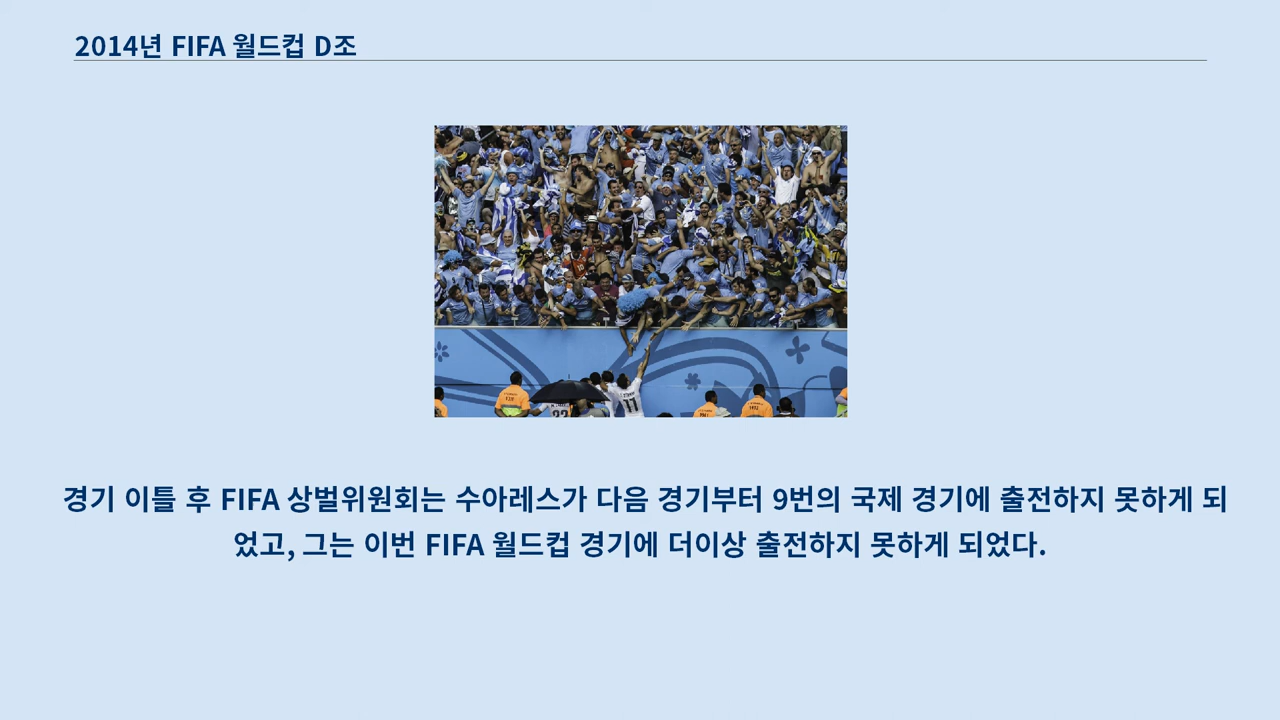 2014년 FIFA 월드컵 D조
11
경기 이틀 후 FIFA 상벌위원회는 수아레스가 다음 경기부터 9번의 국제 경기에 출전하지 못하게 되
었고, 그는 이번 FIFA 월드컵 경기에 더이상 출전하지 못하게 되었다.